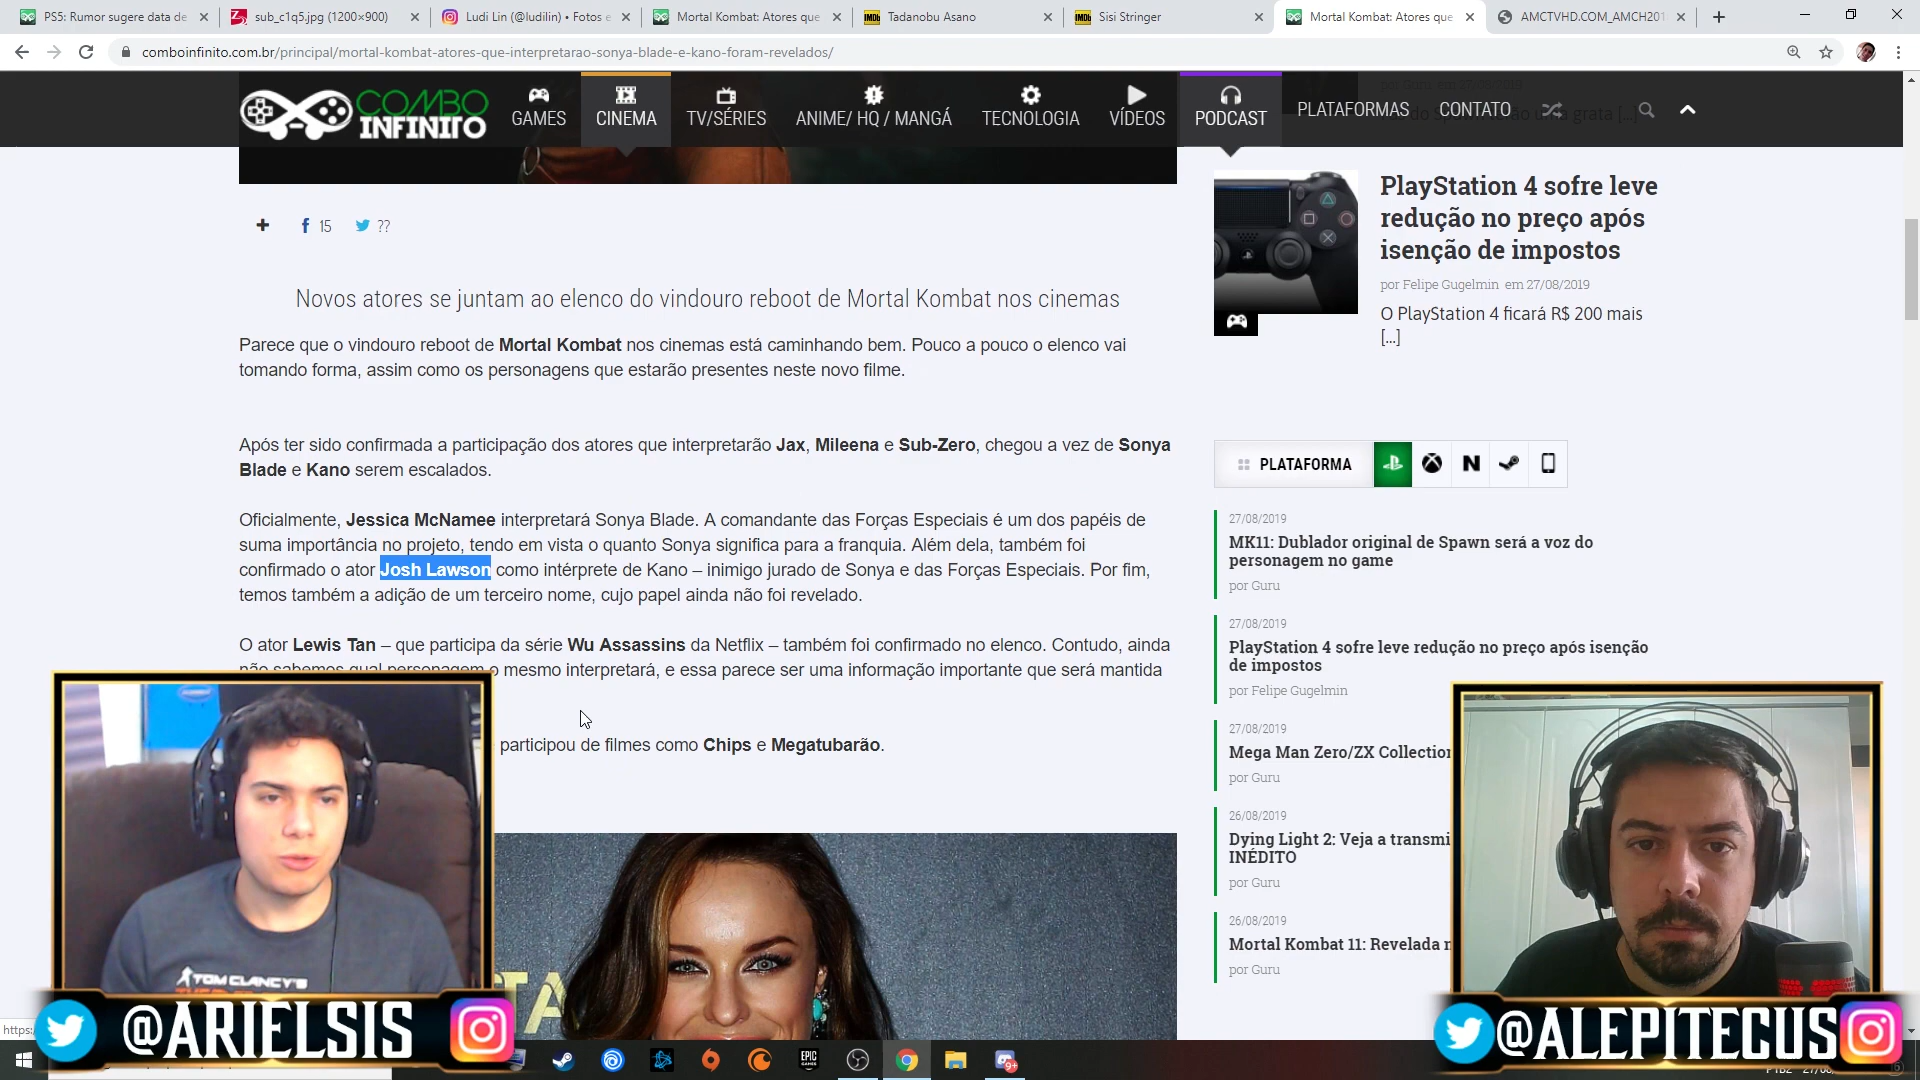 PS5: Rumor sugere data de
sub_c1q5.jpg (1200×900)
Ludi Lin (@ludilin) • Fotos e
Mortal Kombat: Atores que
Tadanobu Asano
Sisi Stringer
Mortal Kombat: Atores que
AMCTVHD.COM_AMCH201
comboinfinito.com.br/principal/mortal-kombat-atores-que-interpretarao-sonya-blade-e-kano-foram-revelados/
COMBO
INFINITO
GAMES
CINEMA
TV/SÉRIES
ANIME/ HQ / MANGÁ
TECNOLOGIA
VÍDEOS
PODCAST
PLATAFORMAS
CONTATO
15
??
Novos atores se juntam ao elenco do vindouro reboot de Mortal Kombat nos cinemas
Parece que o vindouro reboot de Mortal Kombat nos cinemas está caminhando bem. Pouco a pouco o elenco vai
tomando forma, assim como os personagens que estarão presentes neste novo filme.
Após ter sido confirmada a participação dos atores que interpretarão Jax, Mileena e Sub-Zero, chegou a vez de Sonya
Blade e Kano serem escalados.
Oficialmente, Jessica McNamee interpretará Sonya Blade. A comandante das Forças Especiais é um dos papéis de
suma importância no projeto, tendo em vista o quanto Sonya significa para a franquia. Além dela, também foi
confirmado o ator Josh Lawson como intérprete de Kano – inimigo jurado de Sonya e das Forças Especiais. Por fim,
temos também a adição de um terceiro nome, cujo papel ainda não foi revelado.
O ator Lewis Tan – que participa da série Wu Assassins da Netflix – também foi confirmado no elenco. Contudo, ainda
não sabemos qual personagem o mesmo interpretará, e essa parece ser uma informação importante que será mantida
participou de filmes como Chips e Megatubarão.
PlayStation 4 sofre leve
redução no preço após
isenção de impostos
por Felipe Gugelmin em 27/08/2019
O PlayStation 4 ficará R$ 200 mais
[...]
PLATAFORMA
27/08/2019
MK11: Dublador original de Spawn será a voz do
personagem no game
por Guru
27/08/2019
PlayStation 4 sofre leve redução no preço após isenção
de impostos
por Felipe Gugelmin
27/08/2019
Mega Man Zero/ZX Collection
por Guru
26/08/2019
Dying Light 2: Veja a transmi
INÉDITO
por Guru
26/08/2019
Mortal Kombat 11: Revelada
por Guru
TOM CLANCY'S
@ARIELSIS
@ALEPITECUS
https:
EPIC
GAMES